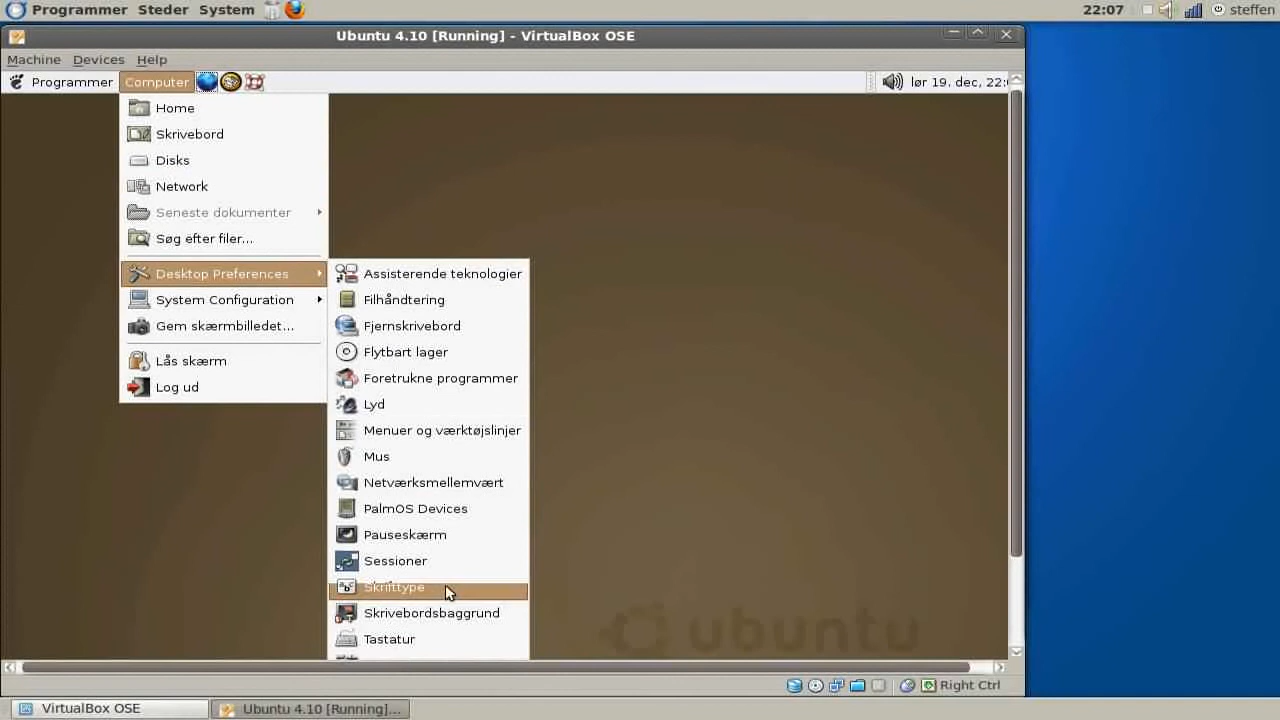 Programmer Steder System 22:07 steffen
Ubuntu 4.10 [Running] - VirtualBox OSE
Machine Devices Help
Programmer Computer lør 19. dec, 22:
Home
Skrivebord
Disks
Network
Seneste dokumenter
Søg efter filer...
Desktop Preferences
System Configuration
Gem skærmbilledet...
Lås skærm
Log ud
Assisterende teknologier
Filhåndtering
Fjernskrivebord
Flytbart lager
Foretrukne programmer
Lyd
Menuer og værktøjslinjer
Mus
Netværksmellemvært
PalmOS Devices
Pauseskærm
Sessioner
Skrifttype
Skrivebordsbaggrund
Tastatur
ubuntu
Right Ctrl
VirtualBox OSE Ubuntu 4.10 [Running]...